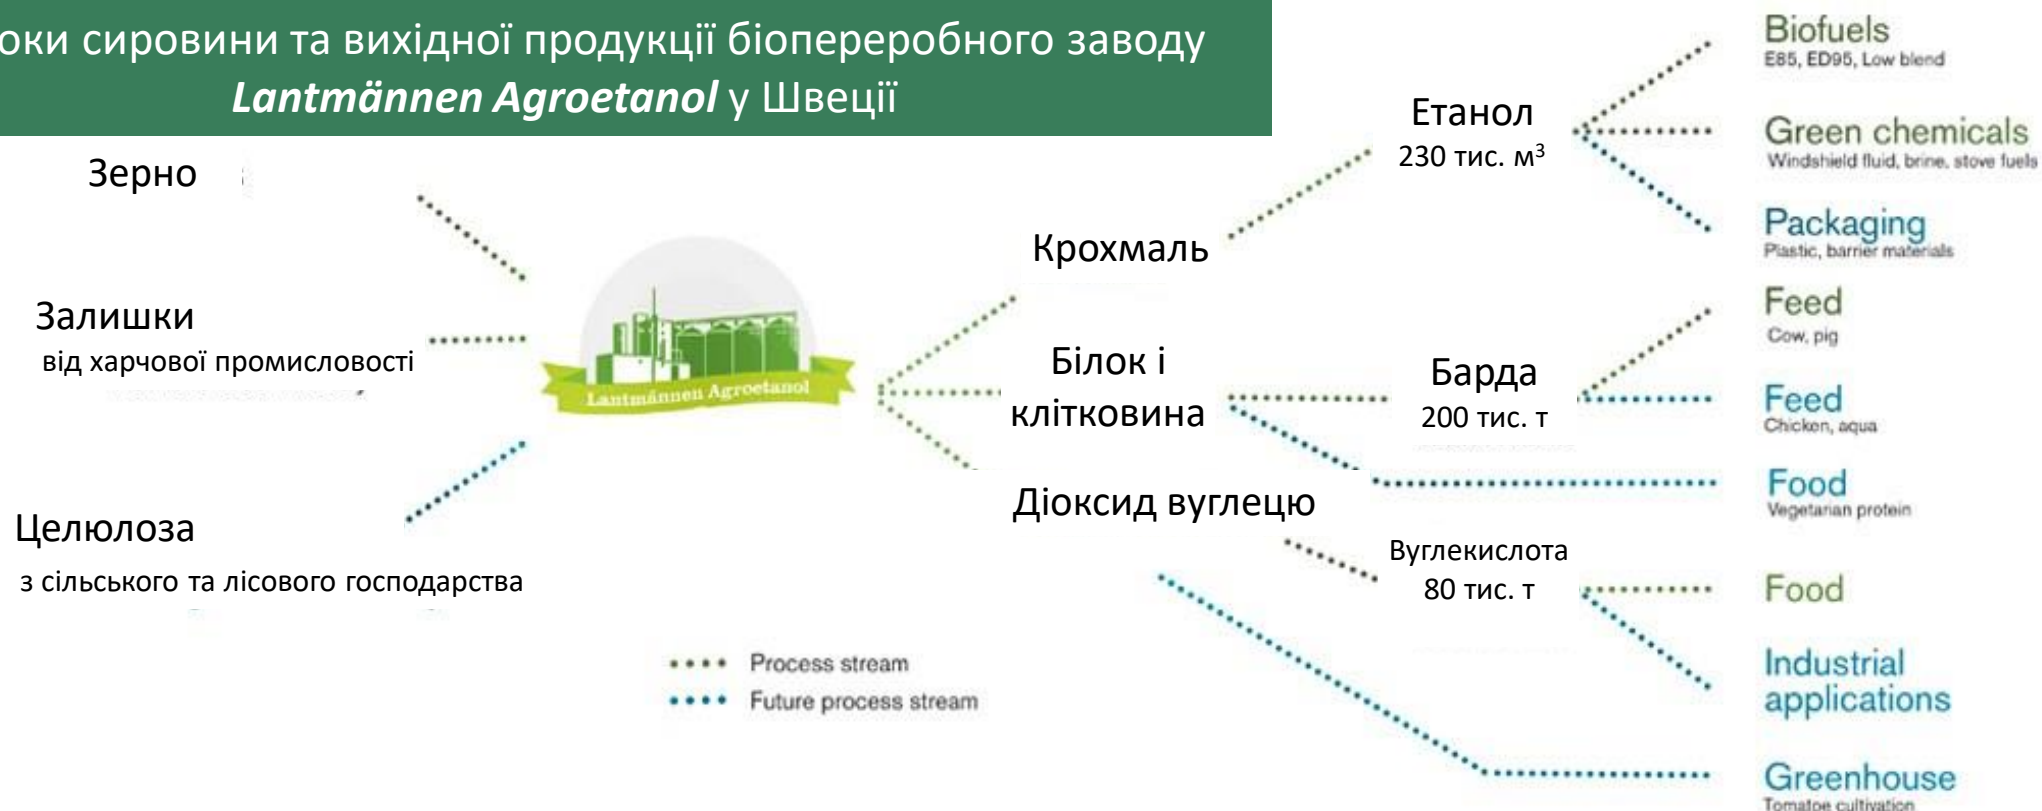 оки сировини та вихідної продукції біопереробного заводу
Lantmännen Agroetanol у Швеції
Зерно
Залишки
від харчової промисловості
Целюлоза
з сільського та лісового господарства
Lantmännen Agroetanol
Крохмаль
Білок і
клітковина
Діоксид вуглецю
Етанол
230 тис. м³
Барда
200 тис. т
Вуглекислота
80 тис. т
Biofuels
E85, ED95, Low blend
Green chemicals
Windshield fluid, brine, stove fuels
Packaging
Plastic, barrier materials
Feed
Cow, pig
Feed
Chicken, aqua
Food
Vegetarian protein
Food
Industrial
applications
Greenhouse
Tomatoe cultivation
Process stream
Future process stream